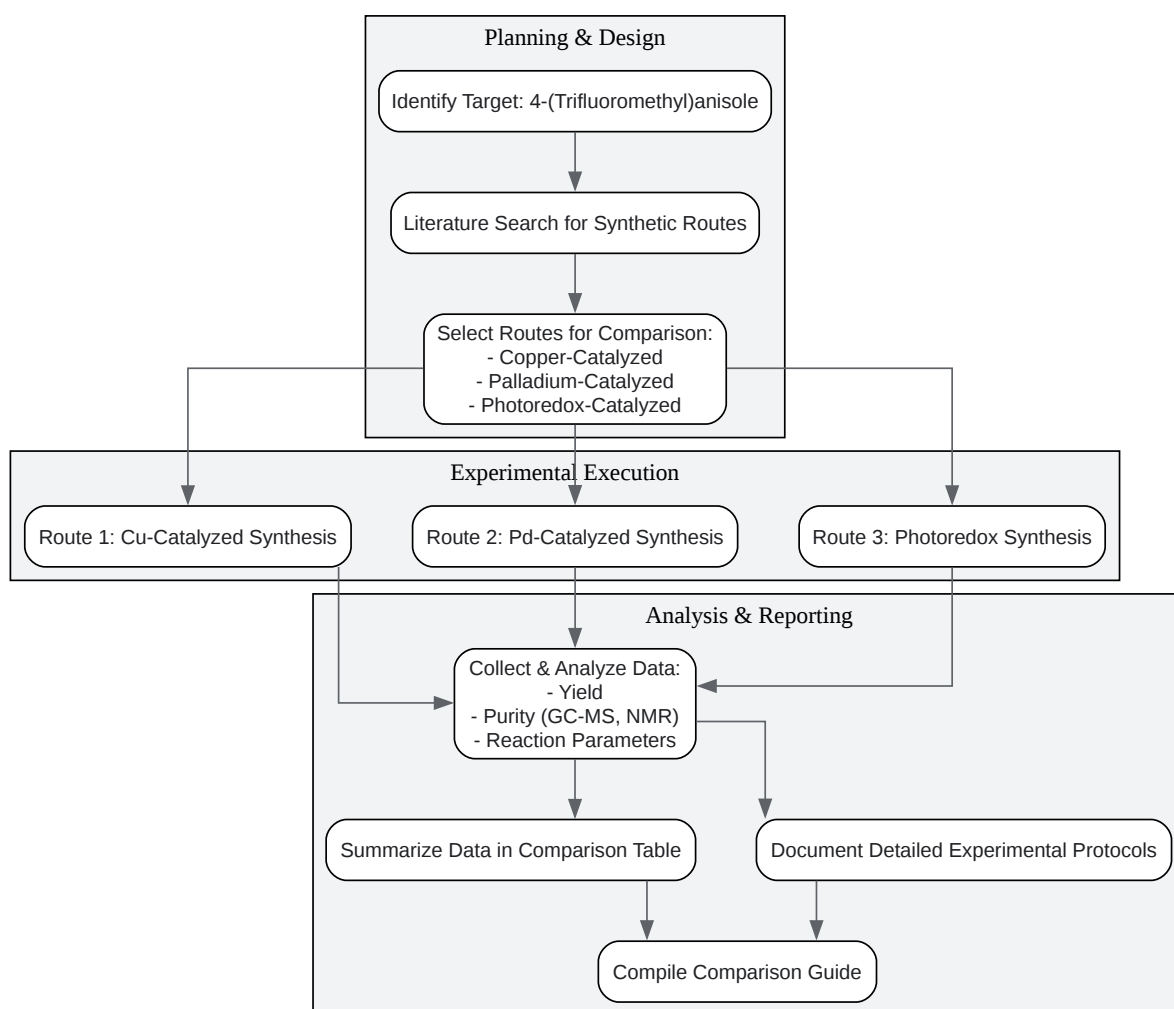 Planning & Design
Identify Target: 4-(Trifluoromethyl)anisole
Literature Search for Synthetic Routes
Select Routes for Comparison:
- Copper-Catalyzed
- Palladium-Catalyzed
- Photoredox-Catalyzed
Experimental Execution
Route 1: Cu-Catalyzed Synthesis
Route 2: Pd-Catalyzed Synthesis
Route 3: Photoredox Synthesis
Analysis & Reporting
Collect & Analyze Data:
- Yield
- Purity (GC-MS, NMR)
- Reaction Parameters
Summarize Data in Comparison Table
Document Detailed Experimental Protocols
Compile Comparison Guide